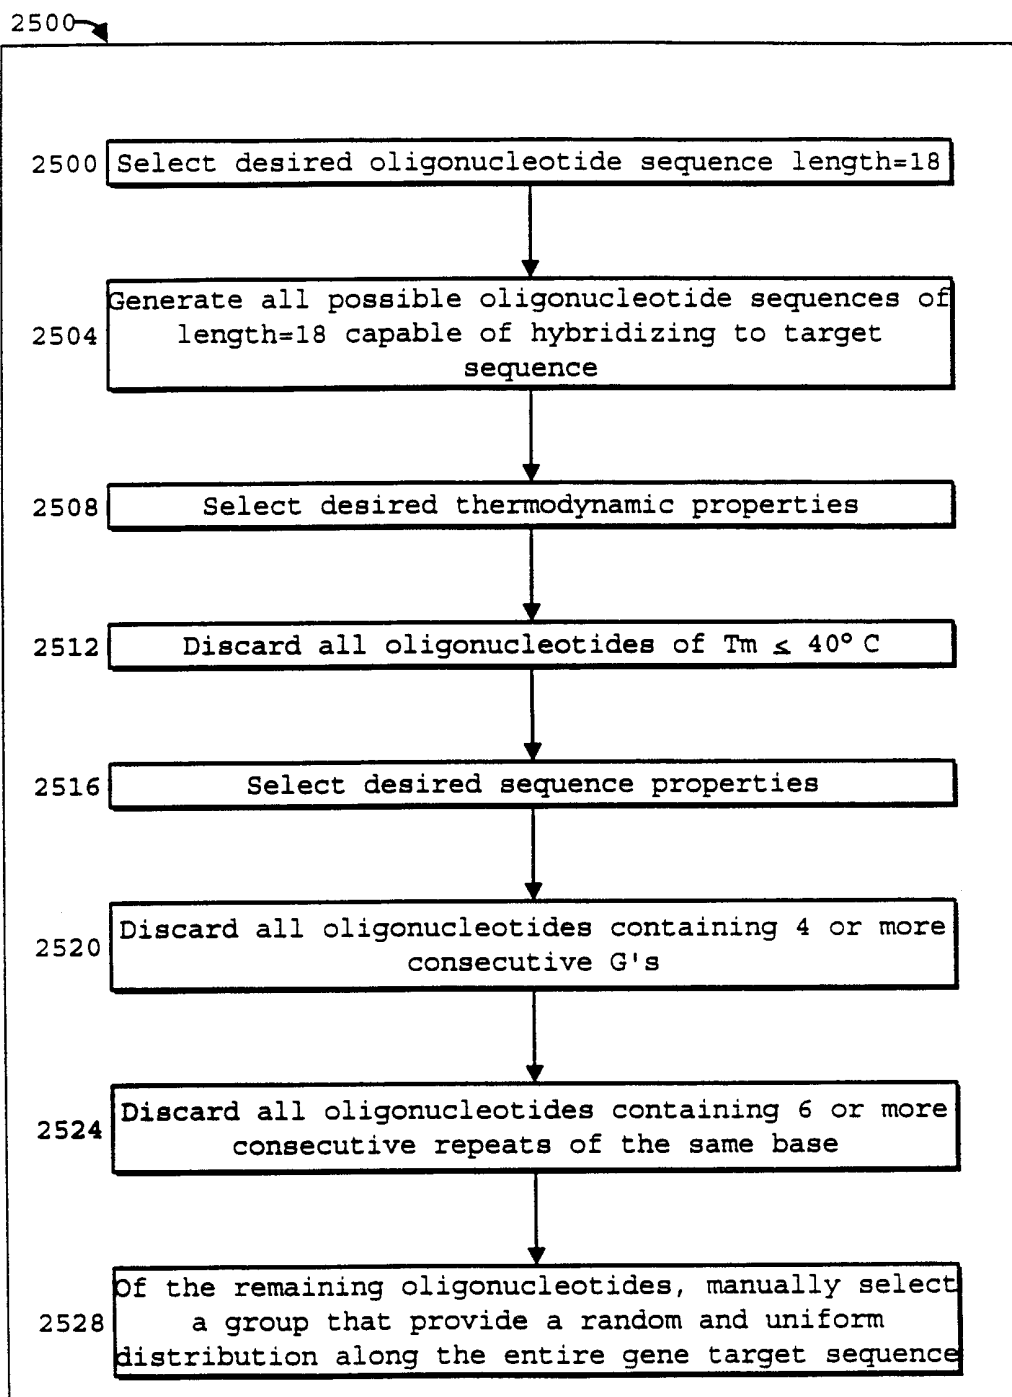 2500
2500 Select desired oligonucleotide sequence length=18
Generate all possible oligonucleotide sequences of
2504 length=18 capable of hybridizing to target
sequence
2508 Select desired thermodynamic properties
2512 Discard all oligonucleotides of Tm ≤ 40° C
2516 Select desired sequence properties
Discard all oligonucleotides containing 4 or more
2520 consecutive G's
Discard all oligonucleotides containing 6 or more
2524 consecutive repeats of the same base
Of the remaining oligonucleotides, manually select
2528 a group that provide a random and uniform
distribution along the entire gene target sequence